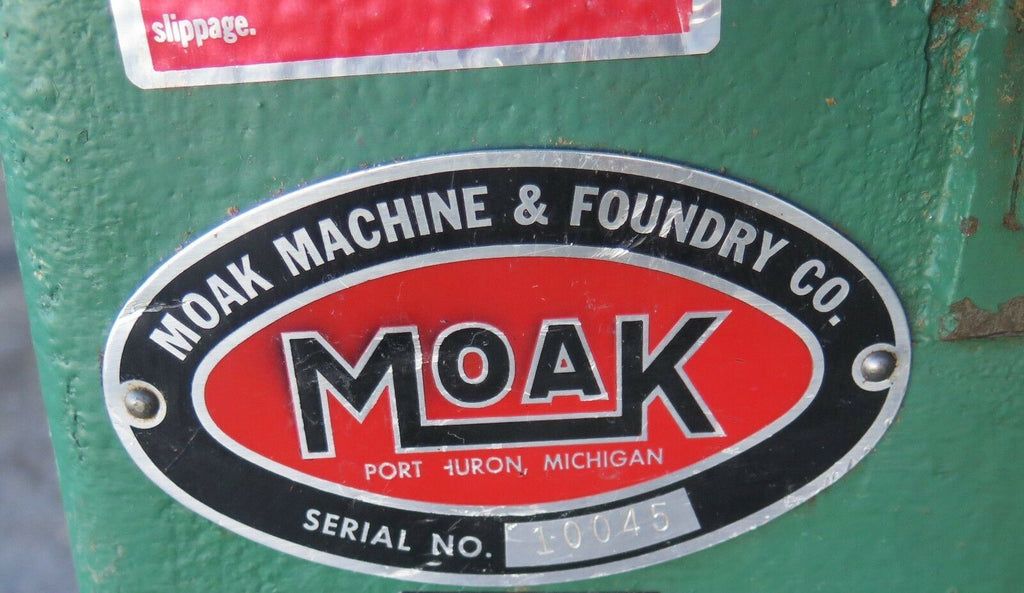 slippage.
MOAK MACHINE & FOUNDRY CO.
MOAK
PORT HURON, MICHIGAN
SERIAL NO. 10045